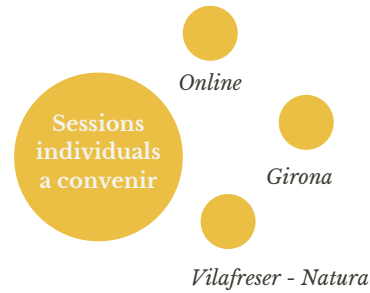 Sessions
individuals
a convenir
Online
Girona
Vilafreser - Natura